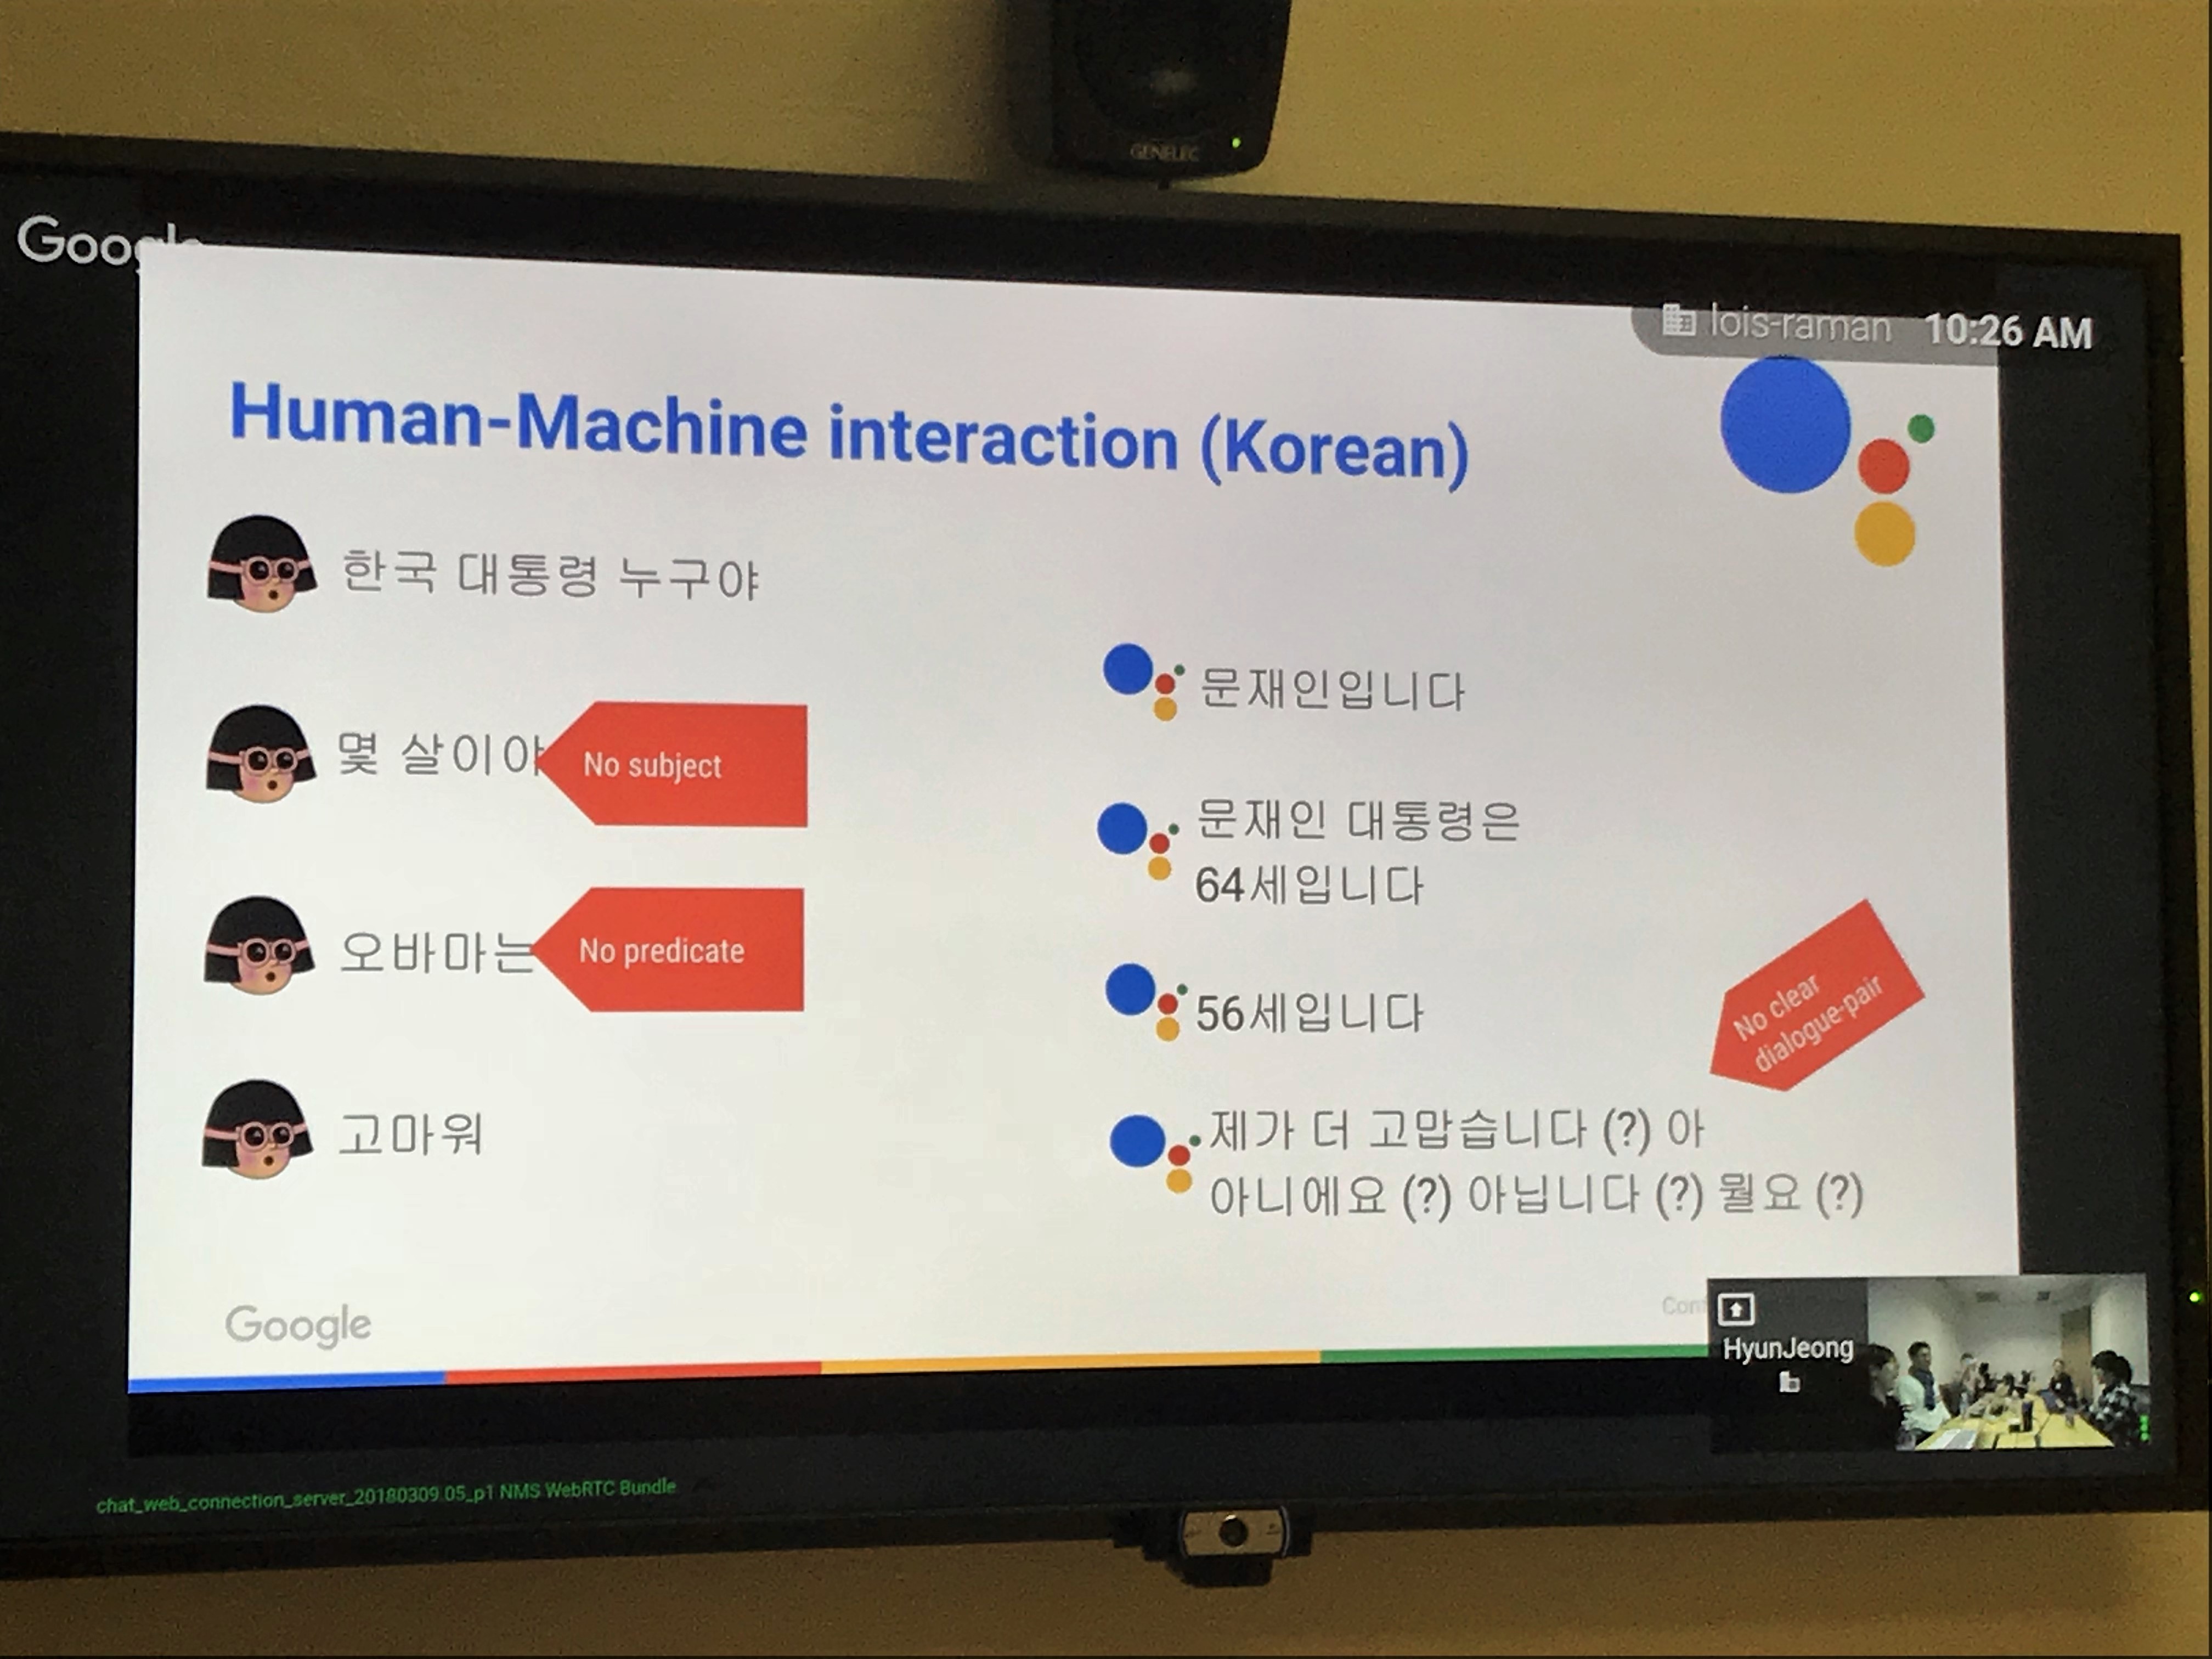 GENELEC
Google
lois-raman 10:26 AM
Human-Machine interaction (Korean)
한국 대통령 누구야
문재인입니다
몇 살이야
No subject
문재인 대통령은
64세입니다
오바마는
No predicate
56세입니다
No clear
dialogue-pair
고마워
제가 더 고맙습니다 (?) 아
아니에요 (?) 아닙니다 (?) 뭘요 (?)
Google
HyunJeong
chat_web_connection_server_20180309.05_p1 NMS WebRTC Bundle